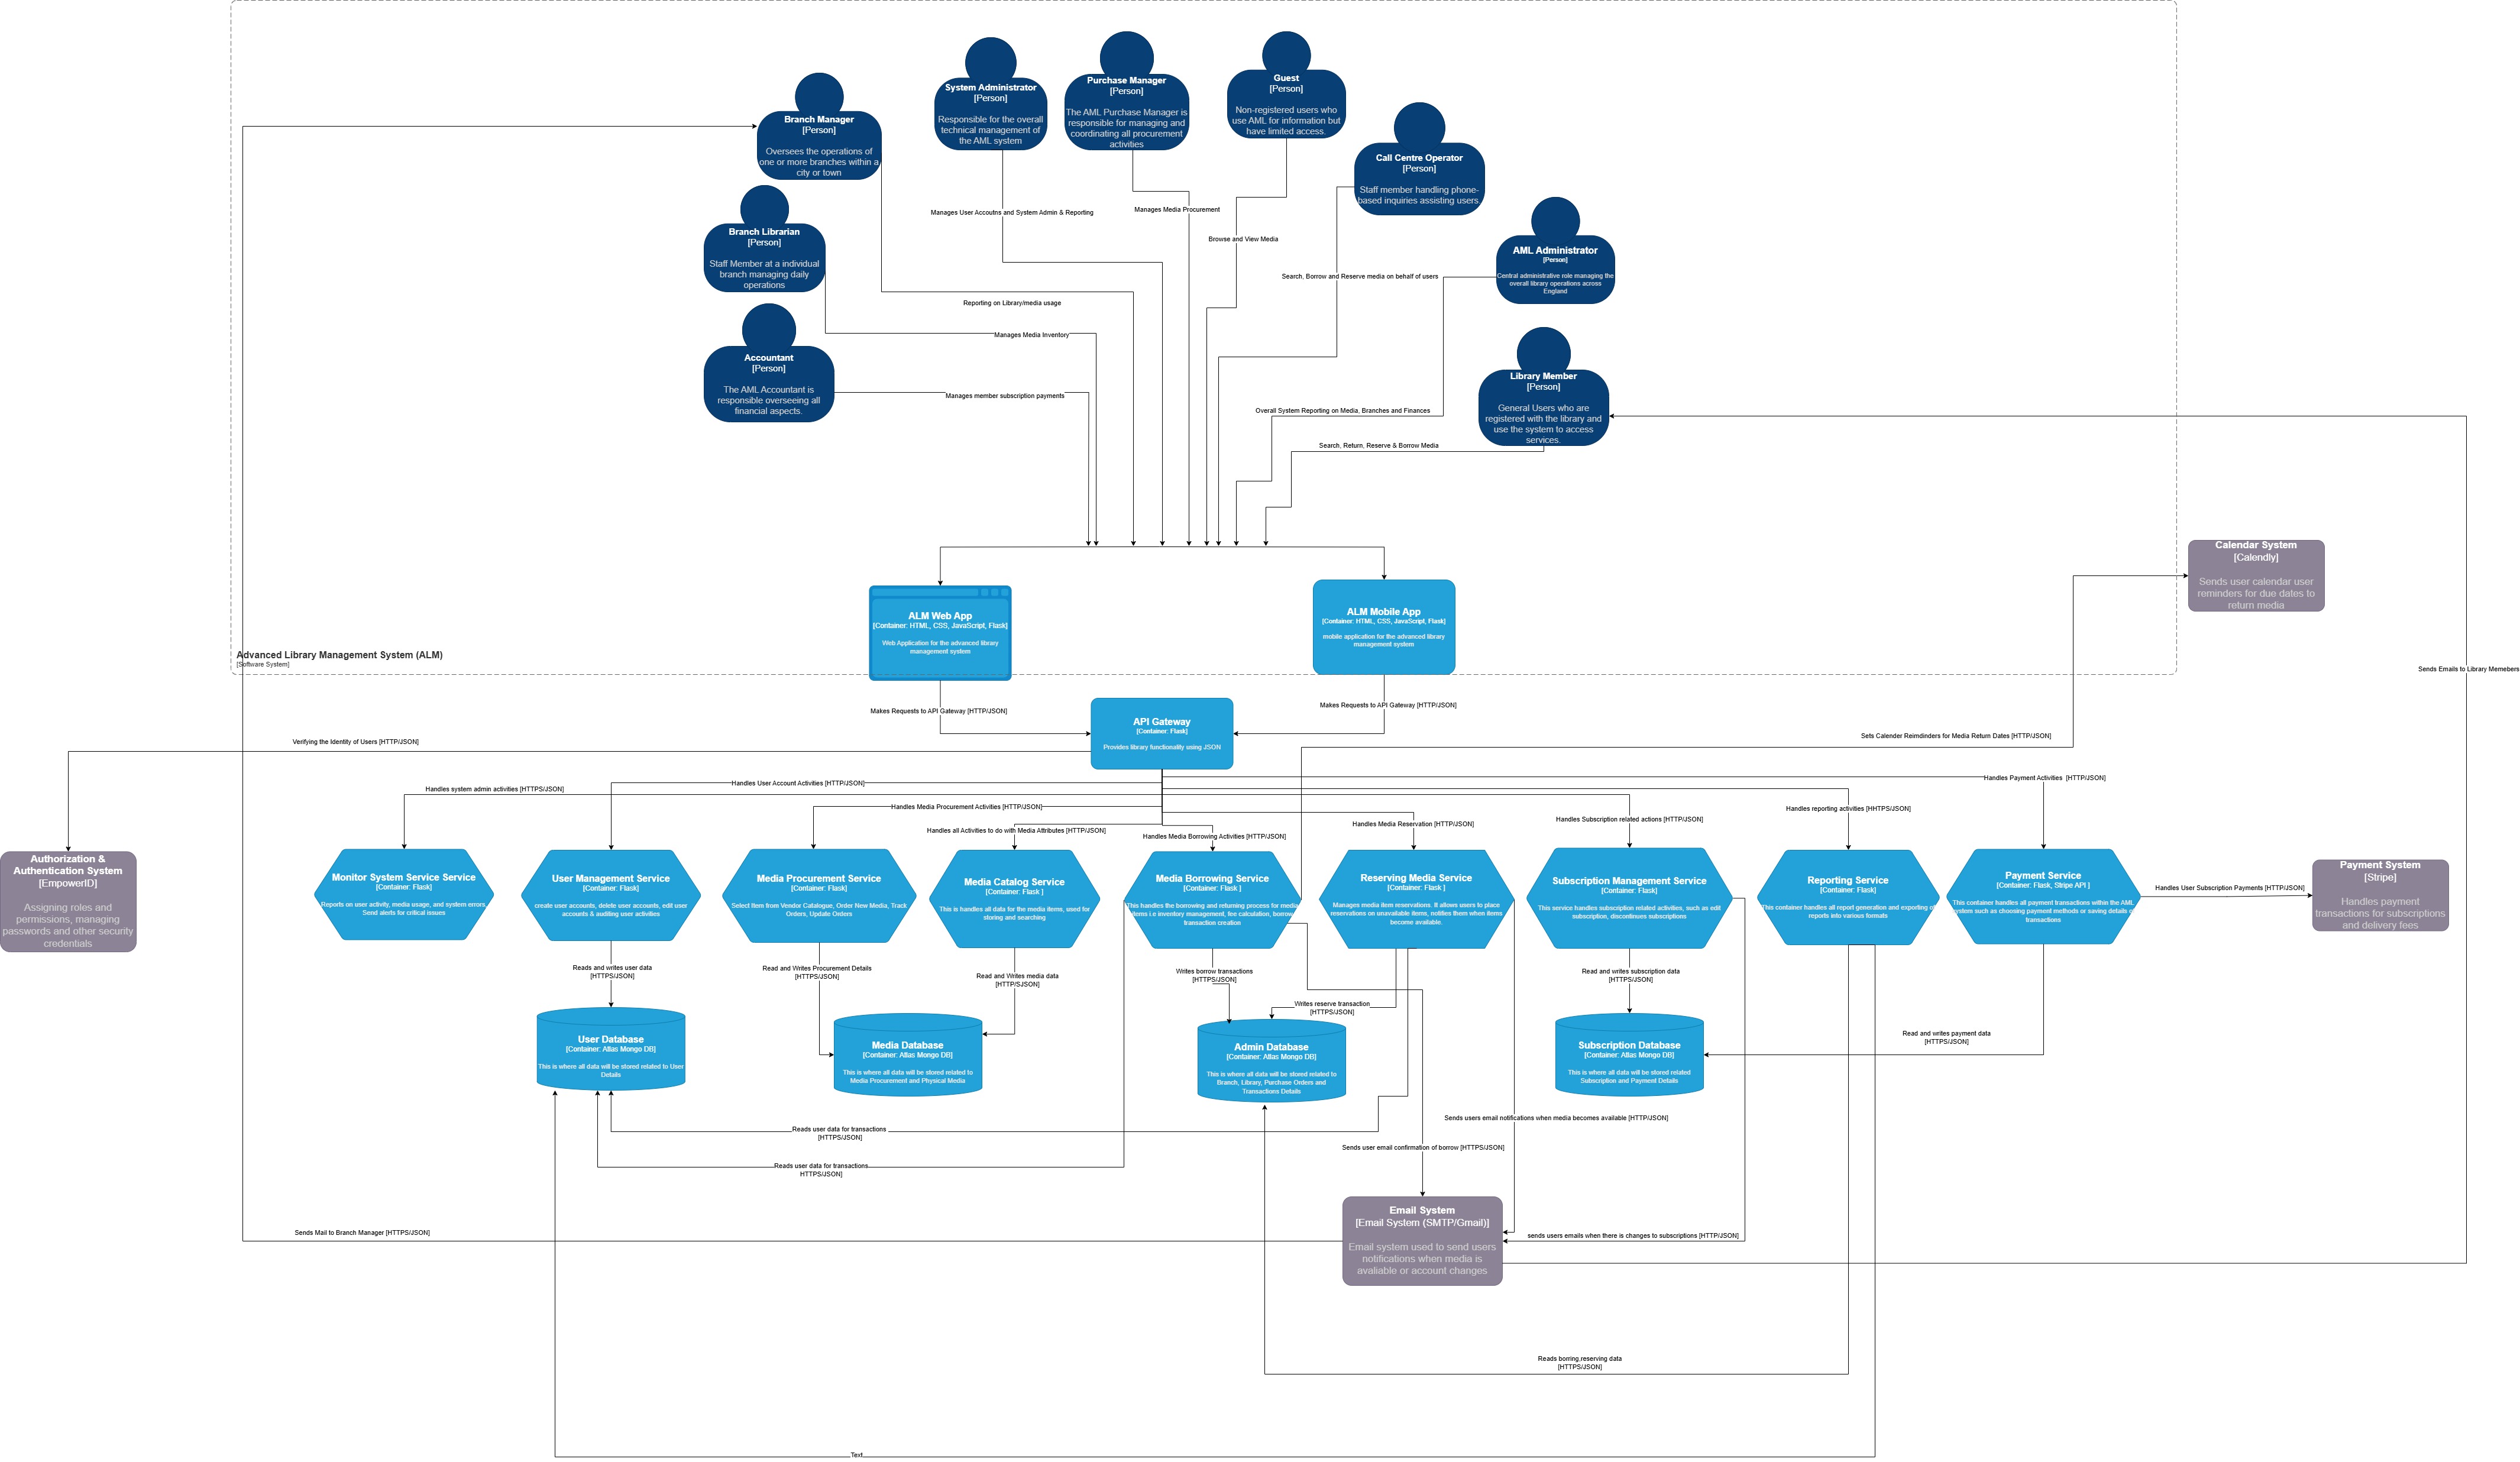 System Administrator
[Person]
Responsible for the overall
technical management of
the AML system
Purchase Manager
[Person]
The AML Purchase Manager is
responsible for managing and
coordinating all procurement
activities
Guest
[Person]
Non-registered users who
use AML for information but
have limited access.
Branch Manager
[Person]
Oversees the operations of
one or more branches within a
city or town
Call Centre Operator
[Person]
Staff member handling phone-
based inquiries assisting users.
Branch Librarian
[Person]
Staff Member at a individual
branch managing daily
operations
AML Administrator
[Person]
Central administrative role managing the
overall library operations across
England
Accountant
[Person]
The AML Accountant is
responsible overseeing all
financial aspects.
Library Member
[Person]
General Users who are
registered with the library and
use the system to access
services.
Manages User Accoutns and System Admin & Reporting
Manages Media Procurement
Browse and View Media
Search, Borrow and Reserve media on behalf of users
Reporting on Library/media usage
Manages Media Inventory
Manages member subscription payments
Overall System Reporting on Media, Branches and Finances
Search, Return, Reserve & Borrow Media
Calendar System
[Calendly]
Sends user calendar user
reminders for due dates to
return media
ALM Web App
[Container: HTML, CSS, JavaScript, Flask]
Web Application for the advanced library
management system
ALM Mobile App
[Container: HTML, CSS, JavaScript, Flask]
mobile application for the advanced library
management system
Advanced Library Management System (ALM)
[Software System]
Sends Emails to Library Memebers
Makes Requests to API Gateway [HTTP/JSON]
Makes Requests to API Gateway [HTTP/JSON]
API Gateway
[Container: Flask]
Provides library functionality using JSON
Verifying the Identity of Users [HTTP/JSON]
Sets Calender Reimdinders for Media Return Dates [HTTP/JSON]
Handles system admin activities [HTTPS/JSON]
Handles User Account Activities [HTTP/JSON]
Handles Media Procurement Activities [HTTP/JSON]
Handles all Activities to do with Media Attributes [HTTP/JSON]
Handles Media Borrowing Activities [HTTP/JSON]
Handles Media Reservation [HTTP/JSON]
Handles Subscription related actions [HTTP/JSON]
Handles reporting activities [HHTPS/JSON]
Handles Payment Activities [HTTP/JSON]
Authorization &
Authentication System
[EmpowerID]
Assigning roles and
permissions, managing
passwords and other security
credentials
Monitor System Service Service
[Container: Flask]
Reports on user activity, media usage, and system errors.
Send alerts for critical issues
User Management Service
[Container: Flask]
create user accounts, delete user accounts, edit user
accounts & auditing user activities
Media Procurement Service
[Container: Flask]
Select Item from Vendor Catalogue, Order New Media, Track
Orders, Update Orders
Media Catalog Service
[Container: Flask ]
This is handles all data for the media items, used for
storing and searching
Media Borrowing Service
[Container: Flask ]
This handles the borrowing and returning process for media
items i.e inventory management, fee calculation, borrow
transaction creation
Reserving Media Service
[Container: Flask ]
Manages media item reservations. It allows users to place
reservations on unavailable items, notifies them when items
become available.
Subscription Management Service
[Container: Flask]
This service handles subscription related activities, such as edit
subscription, discontinues subscriptions
Reporting Service
[Container: Flask]
This container handles all report generation and exporting of
reports into various formats
Payment Service
[Container: Flask, Stripe API ]
This container handles all payment transactions within the AML
system such as choosing payment methods or saving details of
transactions
Handles User Subscription Payments [HTTP/JSON]
Payment System
[Stripe]
Handles payment
transactions for subscriptions
and delivery fees
Reads and writes user data
[HTTPS/JSON]
Read and Writes Procurement Details
[HTTPS/JSON]
Read and Writes media data
[HTTP/SJSON]
Writes borrow transactions
[HTTPS/JSON]
Writes reserve transaction
[HTTPS/JSON]
Read and writes subscription data
[HTTPS/JSON]
Read and writes payment data
[HTTPS/JSON]
User Database
[Container: Atlas Mongo DB]
This is where all data will be stored related to User
Details
Media Database
[Container: Atlas Mongo DB]
This is where all data will be stored related to
Media Procurement and Physical Media
Admin Database
[Container: Atlas Mongo DB]
This is where all data will be stored related to
Branch, Library, Purchase Orders and
Transactions Details
Subscription Database
[Container: Atlas Mongo DB]
This is where all data will be stored related
Subscription and Payment Details
Sends users email notifications when media becomes available [HTTP/JSON]
Reads user data for transactions
[HTTPS/JSON]
Sends user email confirmation of borrow [HTTPS/JSON]
Reads user data for transactions
HTTPS/JSON]
Sends Mail to Branch Manager [HTTPS/JSON]
sends users emails when there is changes to subscriptions [HTTP/JSON]
Email System
[Email System (SMTP/Gmail)]
Email system used to send users
notifications when media is
avaliable or account changes
Reads borring,reserving data
[HTTPS/JSON]
Text